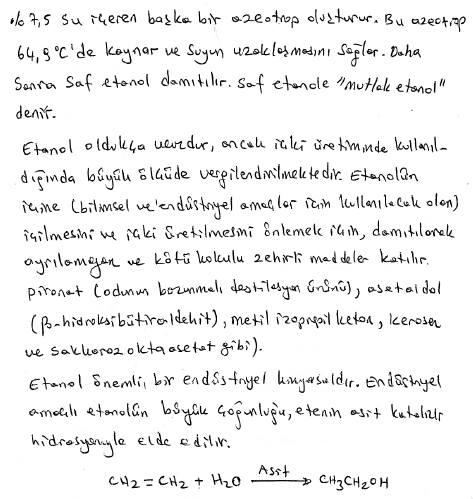 %7,5 Su içeren başka bir azeotrop oluşturur. Bu azeotrop
64,9°C'de kaynar ve Suyun uzaklaşmasını sağlar. Daha
Sonra Saf etanol damıtılır. Saf etanole "mutlak etanol"
denir.
Etanol oldukça ucuzdur, ancak içki üretiminde kullanıl-
dığında büyük ölçüde vergilendirilmektedir. Etanolün
içine (bilimsel ve endüstriyel amaçlar için kullanılacak olan)
içilmesini ve içki üretilmesini önlemek için, damıtılarak
ayrılamayan ve kötü kokulu zehirli maddeler katılır.
Pironat (odunun bozunmalı destilasyon ürünü), asetaldol
(β-hidroksibütiraldehit), metil izopropil keton, kerosen
ve sakkaroz oktaasetat gibi).
Etanol önemli, bir endüstriyel kimyasaldır. Endüstriyel
amaçlı etanolün büyük çoğunluğu, etenin asit katalizli
hidrasyonuyla elde edilir.
CH2=CH2 + H2O Asit → CH3CH2OH